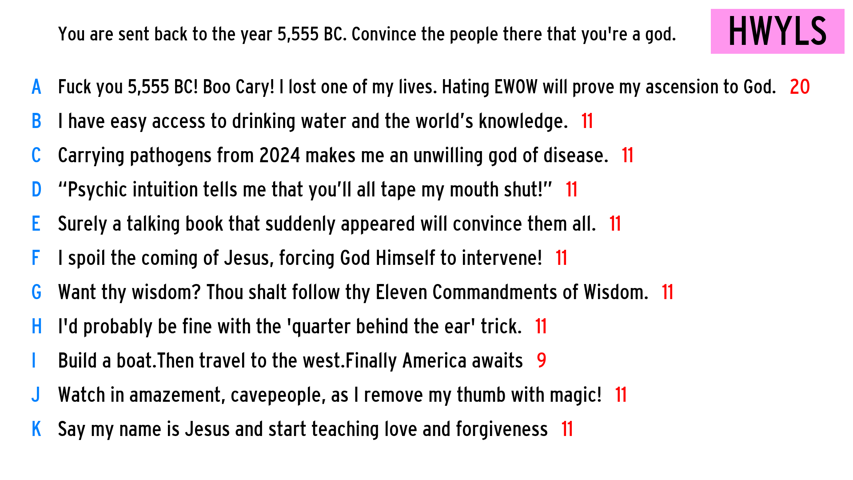 You are sent back to the year 5,555 BC. Convince the people there that you're a god.
HWYLS
A Fuck you 5,555 BC! Boo Cary! I lost one of my lives. Hating EWOW will prove my ascension to God. 20
B I have easy access to drinking water and the world’s knowledge. 11
C Carrying pathogens from 2024 makes me an unwilling god of disease. 11
D “Psychic intuition tells me that you’ll all tape my mouth shut!” 11
E Surely a talking book that suddenly appeared will convince them all. 11
F I spoil the coming of Jesus, forcing God Himself to intervene! 11
G Want thy wisdom? Thou shalt follow thy Eleven Commandments of Wisdom. 11
H I'd probably be fine with the 'quarter behind the ear' trick. 11
I Build a boat.Then travel to the west.Finally America awaits 9
J Watch in amazement, cavepeople, as I remove my thumb with magic! 11
K Say my name is Jesus and start teaching love and forgiveness 11